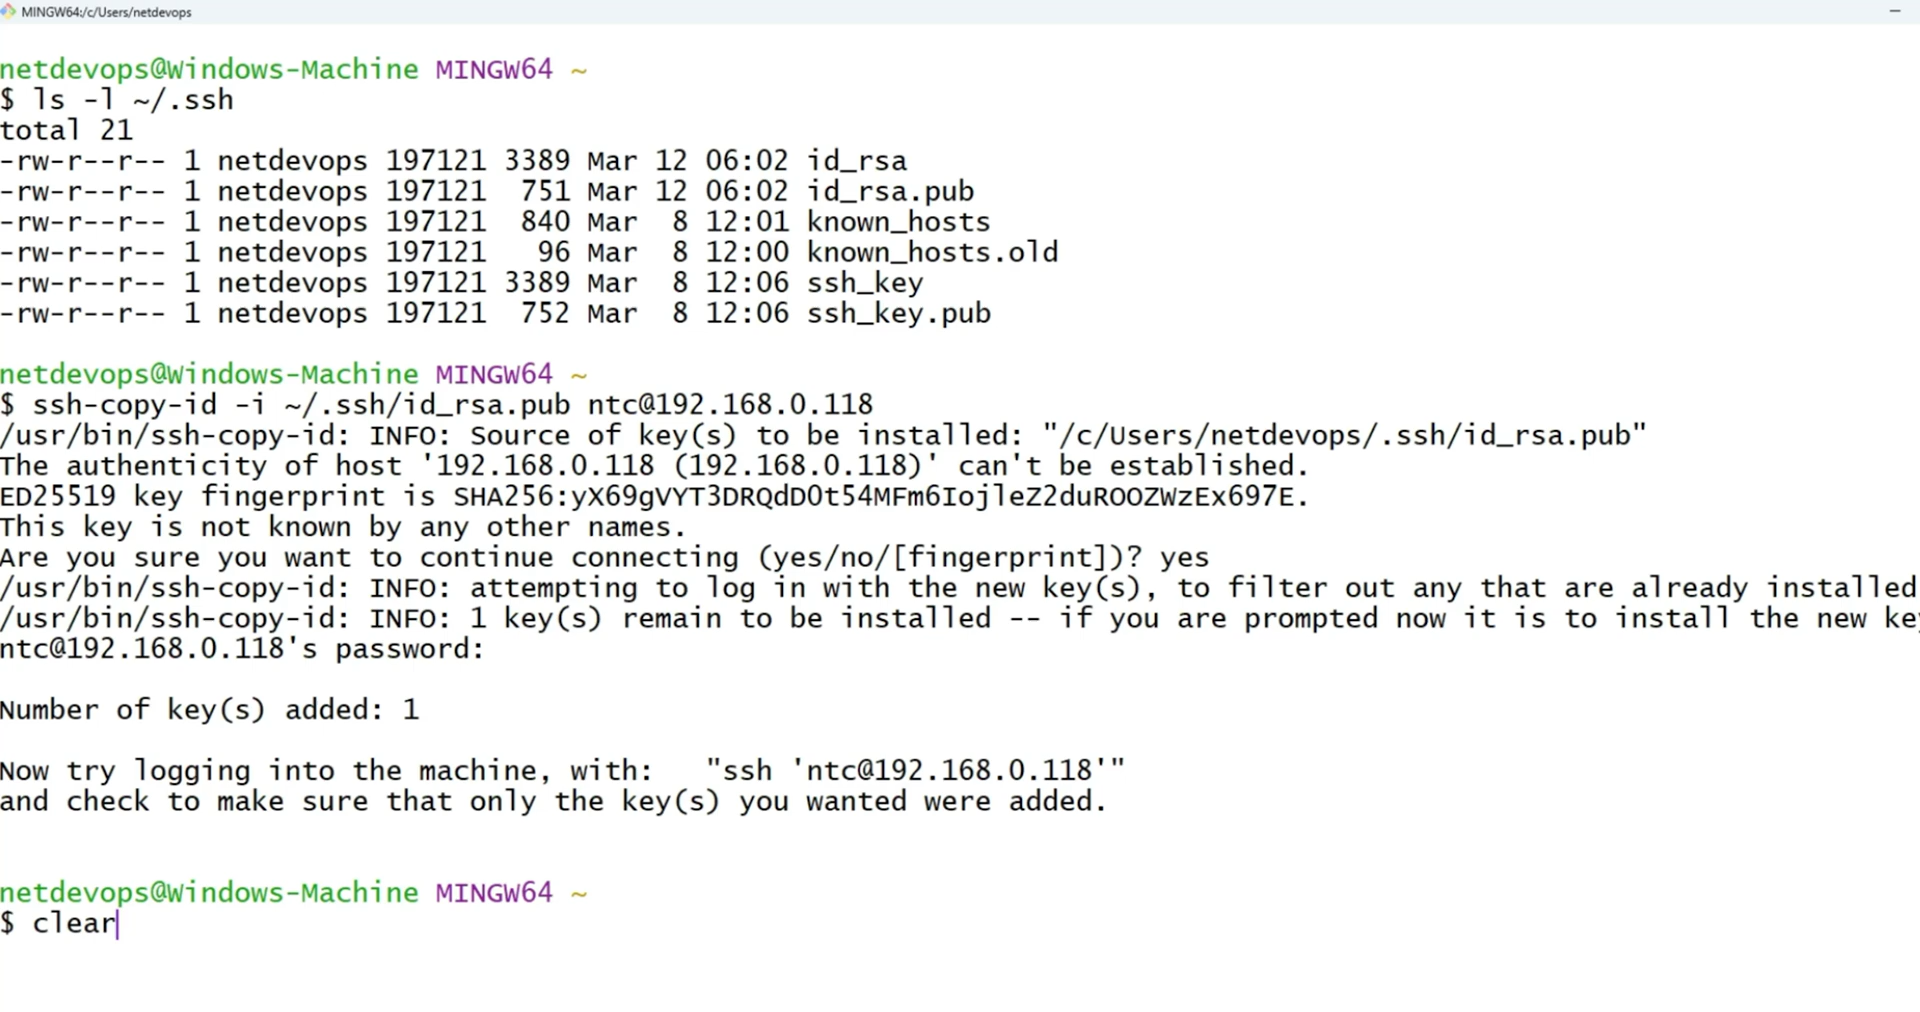 MINGW64:/c/Users/netdevops
netdevops@Windows-Machine MINGW64 ~
$ ls -l ~/.ssh
total 21
-rw-r--r-- 1 netdevops 197121 3389 Mar 12 06:02 id_rsa
-rw-r--r-- 1 netdevops 197121  751 Mar 12 06:02 id_rsa.pub
-rw-r--r-- 1 netdevops 197121  840 Mar  8 12:01 known_hosts
-rw-r--r-- 1 netdevops 197121   96 Mar  8 12:00 known_hosts.old
-rw-r--r-- 1 netdevops 197121 3389 Mar  8 12:06 ssh_key
-rw-r--r-- 1 netdevops 197121  752 Mar  8 12:06 ssh_key.pub
netdevops@Windows-Machine MINGW64 ~
$ ssh-copy-id -i ~/.ssh/id_rsa.pub ntc@192.168.0.118
/usr/bin/ssh-copy-id: INFO: Source of key(s) to be installed: "/c/Users/netdevops/.ssh/id_rsa.pub"
The authenticity of host '192.168.0.118 (192.168.0.118)' can't be established.
ED25519 key fingerprint is SHA256:yX69gVYT3DRQdD0t54MFm6IojleZ2duROOZWzEx697E.
This key is not known by any other names.
Are you sure you want to continue connecting (yes/no/[fingerprint])? yes
/usr/bin/ssh-copy-id: INFO: attempting to log in with the new key(s), to filter out any that are already installed
/usr/bin/ssh-copy-id: INFO: 1 key(s) remain to be installed -- if you are prompted now it is to install the new key
ntc@192.168.0.118's password:
Number of key(s) added: 1
Now try logging into the machine, with:   "ssh 'ntc@192.168.0.118'"
and check to make sure that only the key(s) you wanted were added.
netdevops@Windows-Machine MINGW64 ~
$ clear